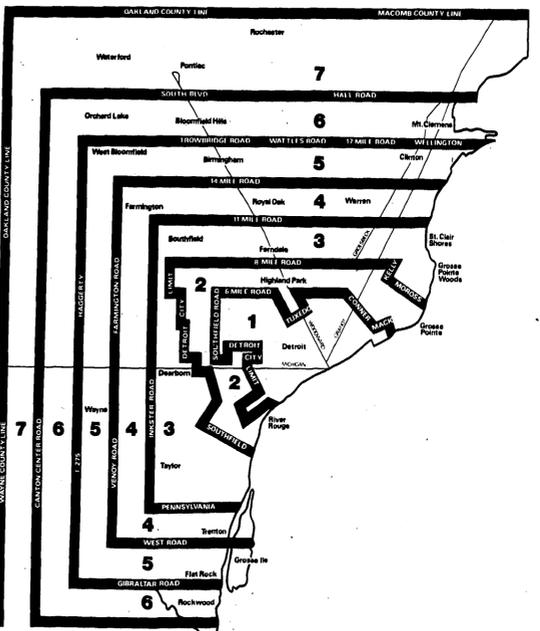 OAKLAND COUNTY LINE
MACOMB COUNTY LINE
Rochester
Waterford
Pontiac
7
SOUTH BLVD
HALL ROAD
Orchard Lake
Bloomfield Hills
6
Mt. Clemens
TROWBRIDGE ROAD
WATTLES ROAD
17 MILE ROAD
WELLINGTON
West Bloomfield
Birmingham
5
Clinton
14 MILE ROAD
Farmington
Royal Oak
4
Warren
11 MILE ROAD
Southfield
Ferndale
3
St. Clair
Shores
8 MILE ROAD
KELLY
MOROSS
Grosse
Pointe
Woods
LIMIT
CITY
DETROIT
2
Highland Park
6 MILE ROAD
SOUTHFIELD ROAD
TUXEDO
CONNER
MACK
Grosse
Pointe
1
WOODWARD
GRATIOT
Detroit
DETROIT
CITY
LIMIT
MICHIGAN
Dearborn
2
River
Rouge
SOUTHFIELD
OAKLAND COUNTY LINE
HAGGERTY
FARMINGTON ROAD
WAYNE COUNTY LINE
7
CANTON CENTER ROAD
6
I 275
Wayne
5
VENOY ROAD
4
INKSTER ROAD
3
Taylor
PENNSYLVANIA
4
Trenton
WEST ROAD
5
Grosse Ile
Flat Rock
GIBRALTAR ROAD
6
Rockwood